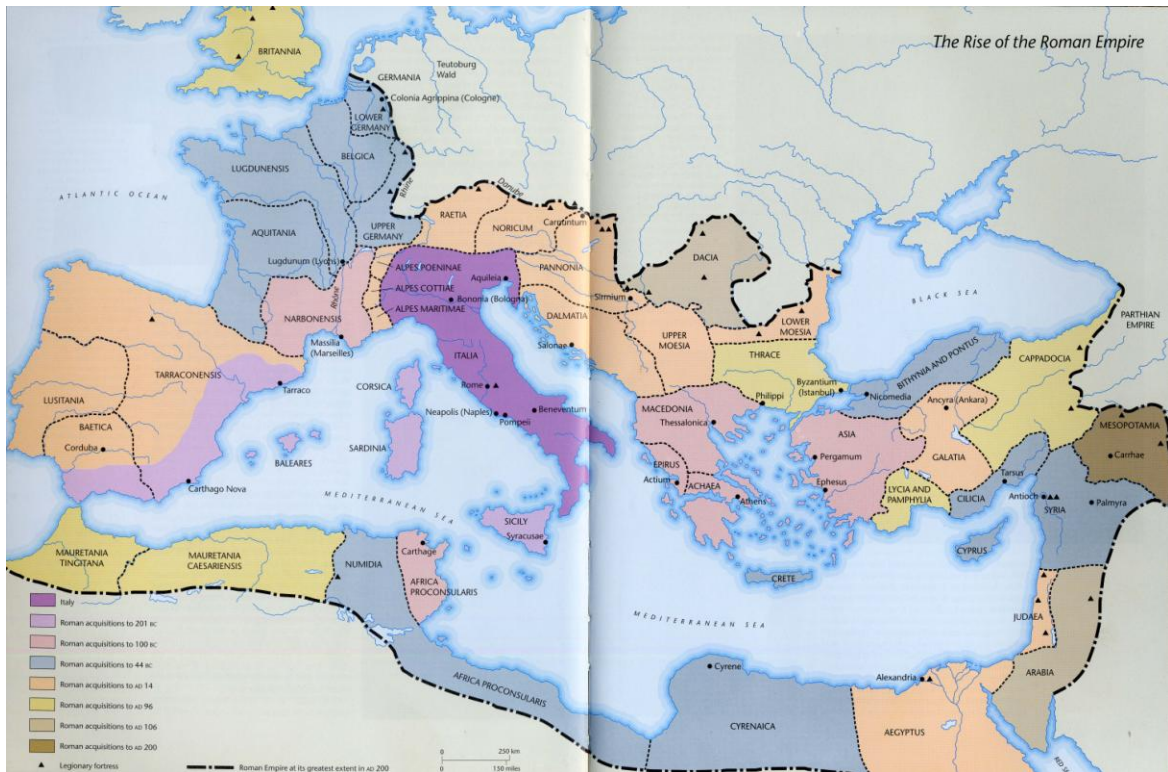 The Rise of the Roman Empire
BRITANNIA
Teutoburg
Wald
GERMANIA
Colonia Agrippina (Cologne)
LOWER
GERMANY
BELGICA
LUGDUNENSIS
Rhine
Danube
ATLANTIC OCEAN
AQUITANIA
UPPER
GERMANY
RAETIA
NORICUM
Carnuntum
Lugdunum (Lyons)
ALPES POENINAE
Aquileia
PANNONIA
DACIA
ALPES COTTIAE
Bononia (Bologna)
Sirmium
Rhône
NARBONENSIS
ALPES MARITIMAE
DALMATIA
BLACK SEA
PARTHIAN
EMPIRE
Massilia
(Marseilles)
Salonae
UPPER
MOESIA
LOWER
MOESIA
THRACE
BITHYNIA AND PONTUS
CAPPADOCIA
TARRACONENSIS
Tarraco
ITALIA
CORSICA
Rome
Byzantium
(Istanbul)
Nicomedia
Philippi
Ancyra (Ankara)
LUSITANIA
BAETICA
Corduba
Neapolis (Naples)
Pompeii
Beneventum
MACEDONIA
Thessalonica
MESOPOTAMIA
Carrhae
SARDINIA
BALEARES
ASIA
Pergamum
GALATIA
EPIRUS
Actium
ACHAEA
Athens
Ephesus
LYCIA AND
PAMPHYLIA
CILICIA
Tarsus
Antioch
SYRIA
Palmyra
Carthago Nova
MEDITERRANEAN SEA
SICILY
Syracusae
CYPRUS
MAURETANIA
TINGITANA
MAURETANIA
CAESARIENSIS
NUMIDIA
Carthage
AFRICA
PROCONSULARIS
CRETE
MEDITERRANEAN SEA
JUDAEA
Cyrene
Alexandria
ARABIA
AFRICA PROCONSULARIS
CYRENAICA
AEGYPTUS
RED SEA
Italy
Roman acquisitions to 201 BC
Roman acquisitions to 100 BC
Roman acquisitions to 44 BC
Roman acquisitions to AD 14
Roman acquisitions to AD 96
Roman acquisitions to AD 106
Roman acquisitions to AD 200
Legionary fortress
Roman Empire at its greatest extent in AD 200
0 250 km
0 150 miles